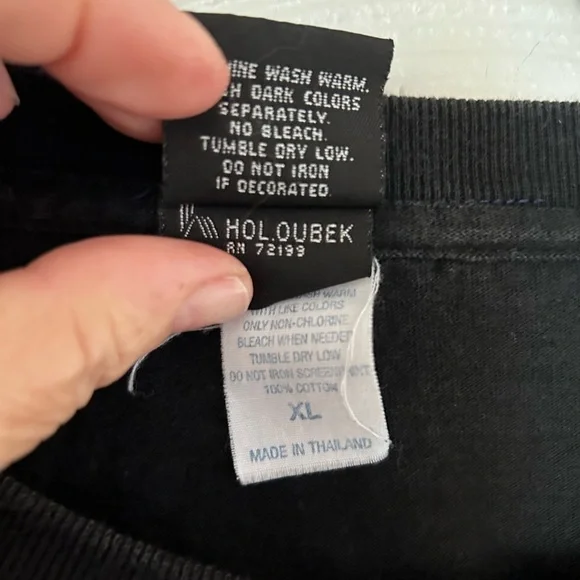 WASH WARM.
DARK COLORS
SEPARATELY.
NO BLEACH.
TUMBLE DRY LOW.
DO NOT IRON
IF DECORATED.
HOLOUBEK
RN 72199
WARM
WITH LIKE COLORS
ONLY NON-CHLORINE
BLEACH WHEN NEEDED
TUMBLE DRY LOW
DO NOT IRON
100% COTTON
XL
MADE IN THAILAND